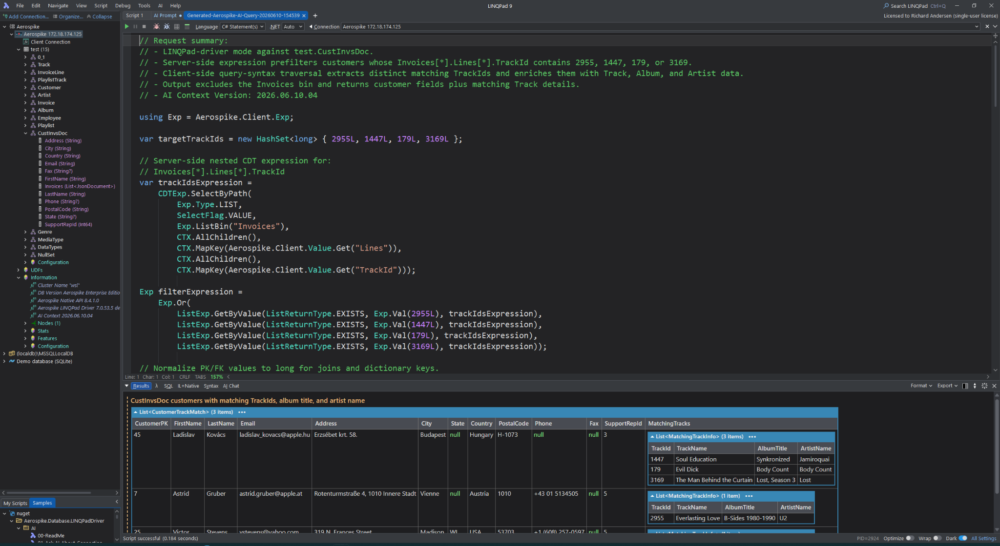 File Edit Navigate View Script Debug Tools AI Help
LINQPad 9
Search LINQPad Ctrl+Q
Add Connection... Organize... Collapse
Script 1 AI Prompt Generated-Aerospike-AI-Query-20260610-154539
Licensed to Richard Andersen (single-user license)
Language C# Statement(s) .NET Auto Connection Aerospike 172.18.174.125
Aerospike
Aerospike 172.18.174.125
Client Connection
test (15)
0_1
Track
InvoiceLine
PlaylistTrack
Customer
Artist
Invoice
Album
Employee
Playlist
CustInvsDoc
Address (String)
City (String)
Country (String)
Email (String)
Fax (String?)
FirstName (String)
Invoices (List<JsonDocument>)
LastName (String)
Phone (String?)
PostalCode (String)
State (String?)
SupportRepId (Int64)
Genre
MediaType
DataTypes
NullSet
Configuration
UDFs
Information
Cluster Name "wsl"
DB Version Aerospike Enterprise Editio
Aerospike Native API 8.4.1.0
Aerospike LINQPad Driver 7.0.53.5 de
AI Context 2026.06.10.04
Nodes (1)
Stats
Features
Configuration
(localdb)\MSSQLLocalDB
Demo database (SQLite)
My Scripts Samples
nuget
Aerospike.Database.LINQPadDriver
AI
00-ReadMe
// Request summary:
// - LINQPad-driver mode against test.CustInvsDoc.
// - Server-side expression prefilters customers whose Invoices[*].Lines[*].TrackId contains 2955, 1447, 179, or 3169.
// - Client-side query-syntax traversal extracts distinct matching TrackIds and enriches them with Track, Album, and Artist data.
// - Output excludes the Invoices bin and returns customer fields plus matching Track details.
// - AI Context Version: 2026.06.10.04
using Exp = Aerospike.Client.Exp;
var targetTrackIds = new HashSet<long> { 2955L, 1447L, 179L, 3169L };
// Server-side nested CDT expression for:
// Invoices[*].Lines[*].TrackId
var trackIdsExpression =
CDTExp.SelectByPath(
Exp.Type.LIST,
SelectFlag.VALUE,
Exp.ListBin("Invoices"),
CTX.AllChildren(),
CTX.MapKey(Aerospike.Client.Value.Get("Lines")),
CTX.AllChildren(),
CTX.MapKey(Aerospike.Client.Value.Get("TrackId")));
Exp filterExpression =
Exp.Or(
ListExp.GetByValue(ListReturnType.EXISTS, Exp.Val(2955L), trackIdsExpression),
ListExp.GetByValue(ListReturnType.EXISTS, Exp.Val(1447L), trackIdsExpression),
ListExp.GetByValue(ListReturnType.EXISTS, Exp.Val(179L), trackIdsExpression),
ListExp.GetByValue(ListReturnType.EXISTS, Exp.Val(3169L), trackIdsExpression));
// Normalize PK/FK values to long for joins and dictionary keys.
Line: 1 Char: 1 Col: 1 CRLF TABS 157%
Results λ SQL IL+Native Syntax AI Chat Format Export
CustInvsDoc customers with matching TrackIds, album title, and artist name
List<CustomerTrackMatch> (3 items) •••
CustomerPK FirstName LastName Email Address City State Country PostalCode Phone Fax SupportRepId MatchingTracks
45 Ladislav Kovács ladislav_kovacs@apple.hu Erzsébet krt. 58. Budapest null Hungary H-1073 null null 3
List<MatchingTrackInfo> (3 items) •••
TrackId TrackName AlbumTitle ArtistName
1447 Soul Education Synkronized Jamiroquai
179 Evil Dick Body Count Body Count
3169 The Man Behind the Curtain Lost, Season 3 Lost
7 Astrid Gruber astrid.gruber@apple.at Rotenturmstraße 4, 1010 Innere Stadt Vienne null Austria 1010 +43 01 5134505 null 5
List<MatchingTrackInfo> (1 item) •••
TrackId TrackName AlbumTitle ArtistName
2955 Everlasting Love B-Sides 1980-1990 U2
25 Victor Stevens vstevens@yahoo.com 319 N. Frances Street Madison WI USA 53703 +1 (608) 257-0597 null 5
Script successful (0.184 seconds)
PID=2924 Optimize Wrap Dark All Settings